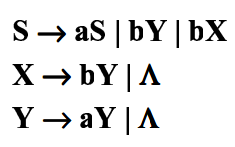 S → aS | bY | bX
X → bY | Λ
Y → aY | Λ